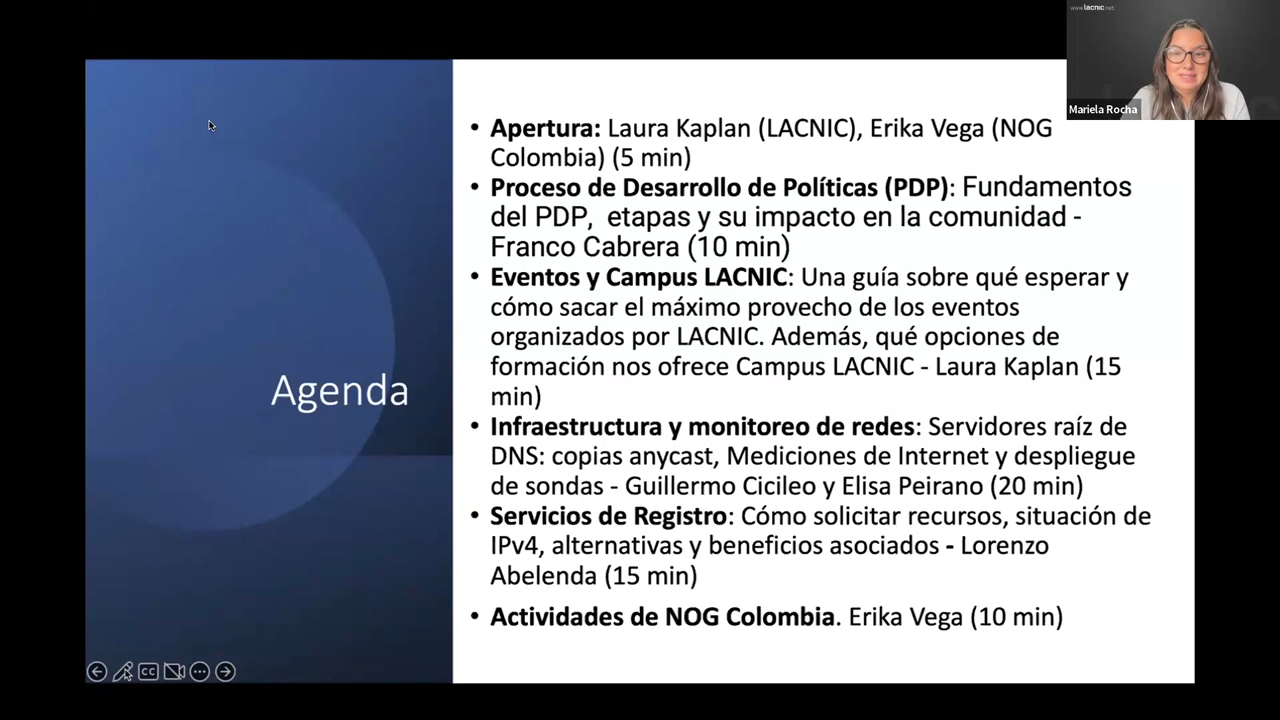 www.lacnic.net
Mariela Rocha
Agenda
• Apertura: Laura Kaplan (LACNIC), Erika Vega (NOG
Colombia) (5 min)
• Proceso de Desarrollo de Políticas (PDP): Fundamentos
del PDP, etapas y su impacto en la comunidad -
Franco Cabrera (10 min)
• Eventos y Campus LACNIC: Una guía sobre qué esperar y
cómo sacar el máximo provecho de los eventos
organizados por LACNIC. Además, qué opciones de
formación nos ofrece Campus LACNIC - Laura Kaplan (15
min)
• Infraestructura y monitoreo de redes: Servidores raíz de
DNS: copias anycast, Mediciones de Internet y despliegue
de sondas - Guillermo Cicileo y Elisa Peirano (20 min)
• Servicios de Registro: Cómo solicitar recursos, situación de
IPv4, alternativas y beneficios asociados - Lorenzo
Abelenda (15 min)
• Actividades de NOG Colombia. Erika Vega (10 min)
CC